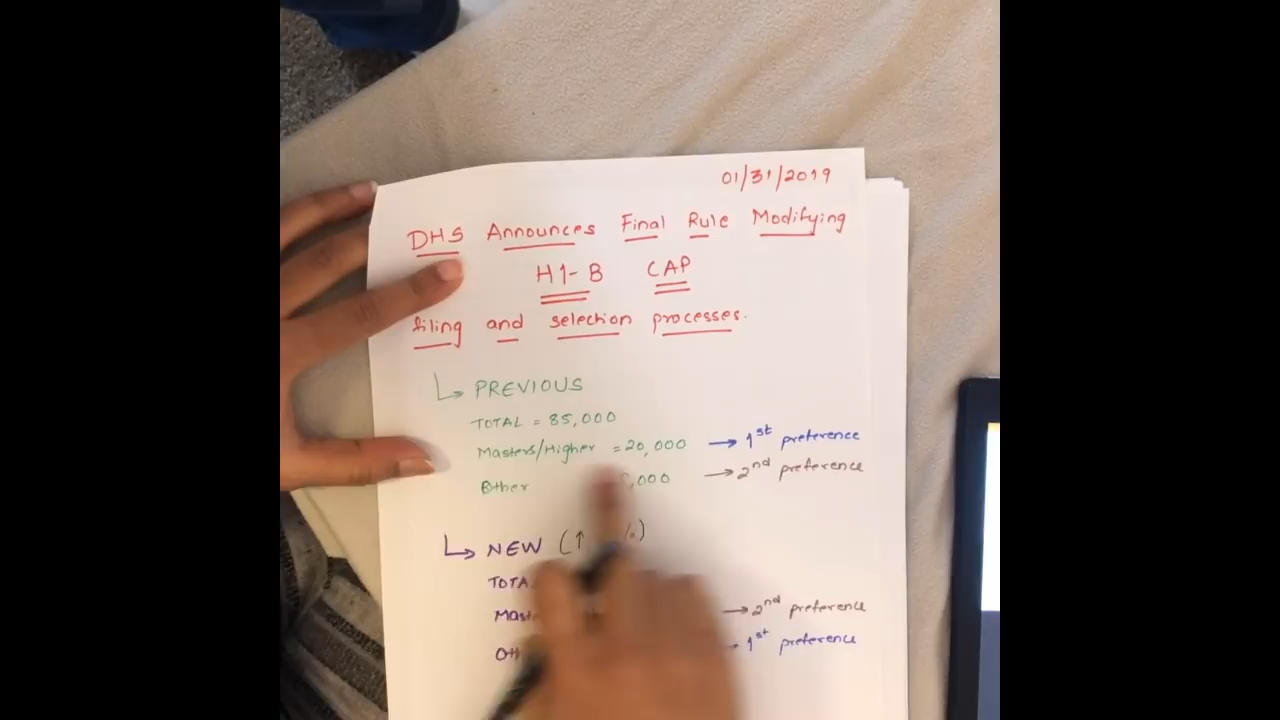 01/31/2019
DHS Announces Final Rule Modifying
H1-B CAP
filing and selection processes.
PREVIOUS
TOTAL = 85,000
Masters/Higher = 20,000 → 1st preference
Other ,000 → 2nd preference
NEW (↑ %)
→ 2nd preference
→ 1st preference